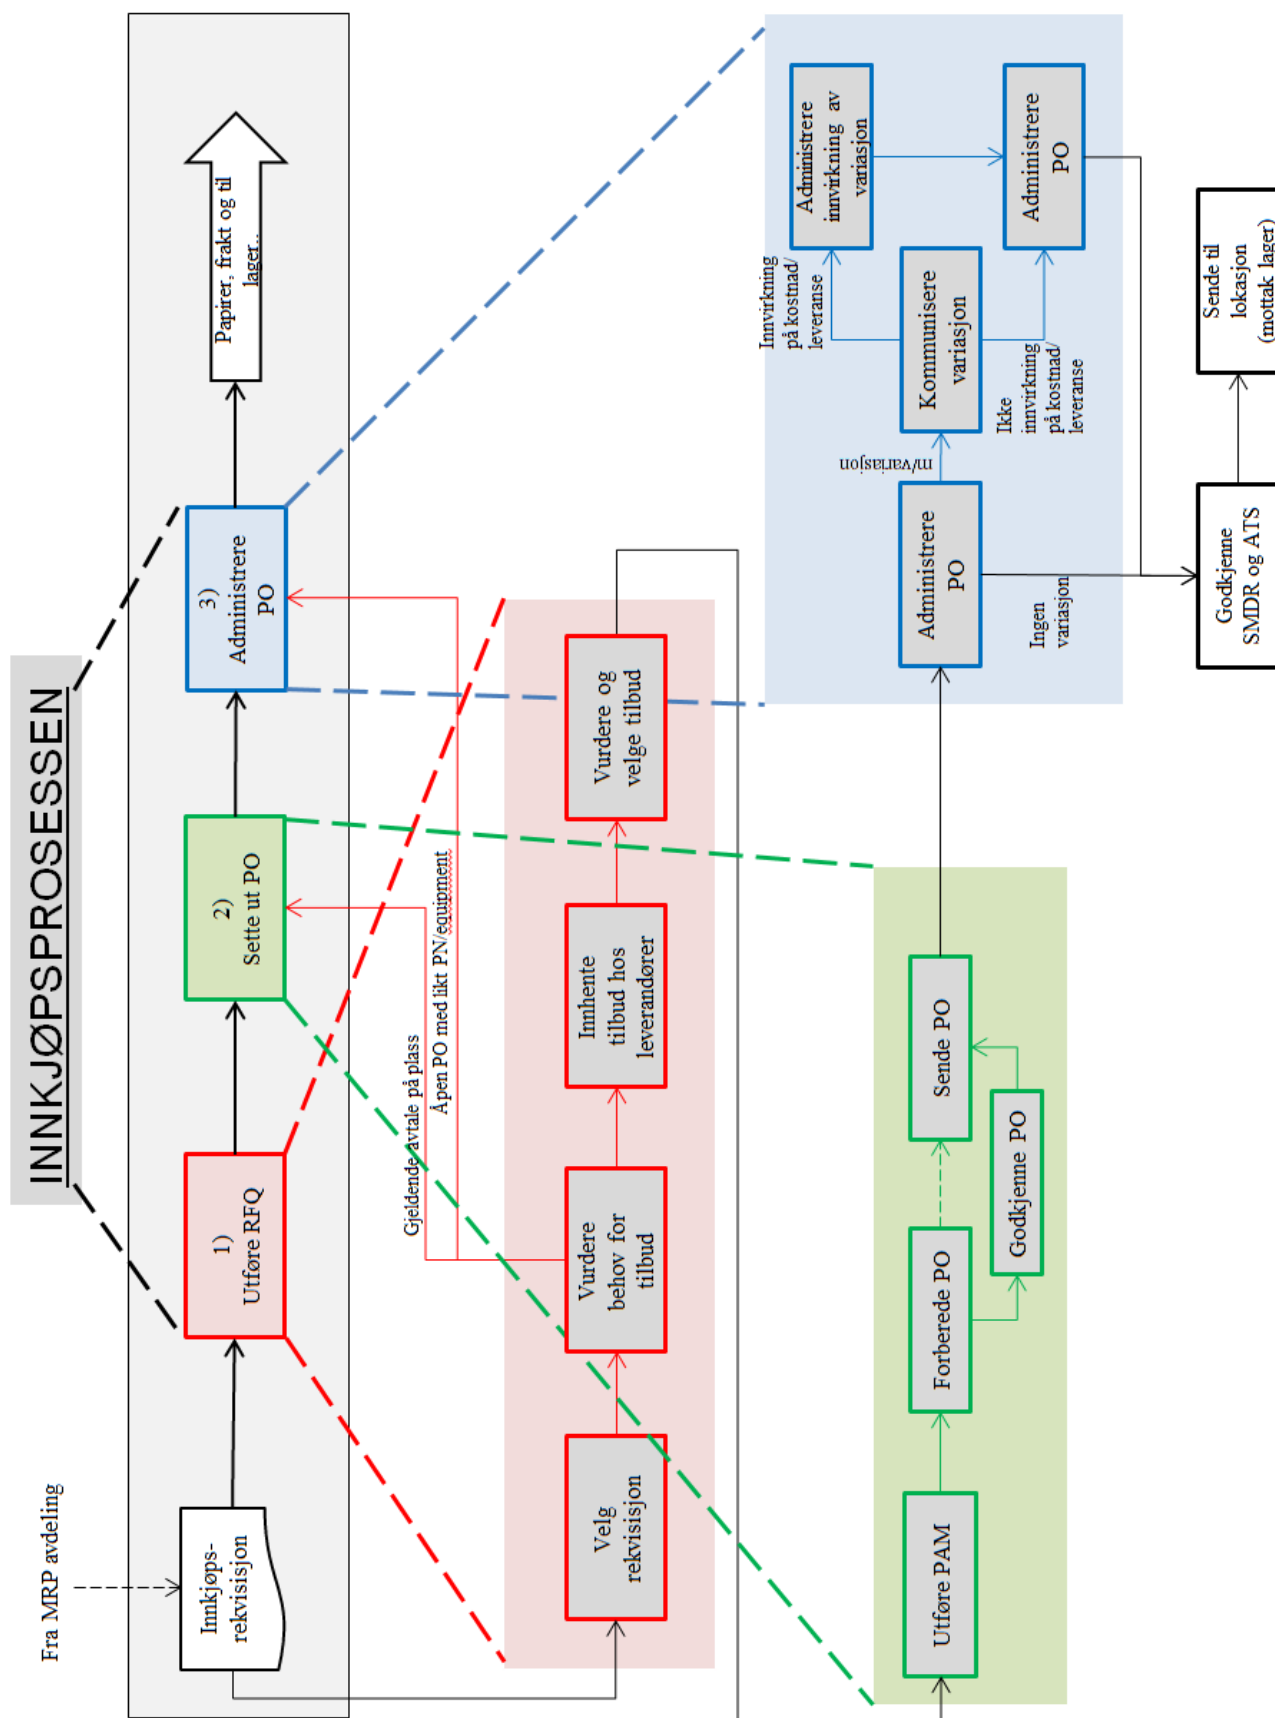 INNKJØPSPROSESSEN
Fra MRP avdeling
Innkjøps-
rekvisisjon
1)
Utføre RFQ
2)
Sette ut PO
3)
Administrere
PO
Papirer, frakt og til
lager..
Gjeldende avtale på plass
Åpen PO med likt PN/equipment
Velg
rekvisisjon
Vurdere
behov for
tilbud
Innhente
tilbud hos
leverandører
Vurdere og
velge tilbud
Utføre PAM
Forberede PO
Godkjenne PO
Sende PO
Administrere
PO
m/variasjon
Ingen
variasjon
Kommunisere
variasjon
Innvirkning
på kostnad/
leveranse
Ikke
innvirkning
på kostnad/
leveranse
Administrere
innvirkning av
variasjon
Administrere
PO
Godkjenne
SMDR og ATS
Sende til
lokasjon
(mottak lager)